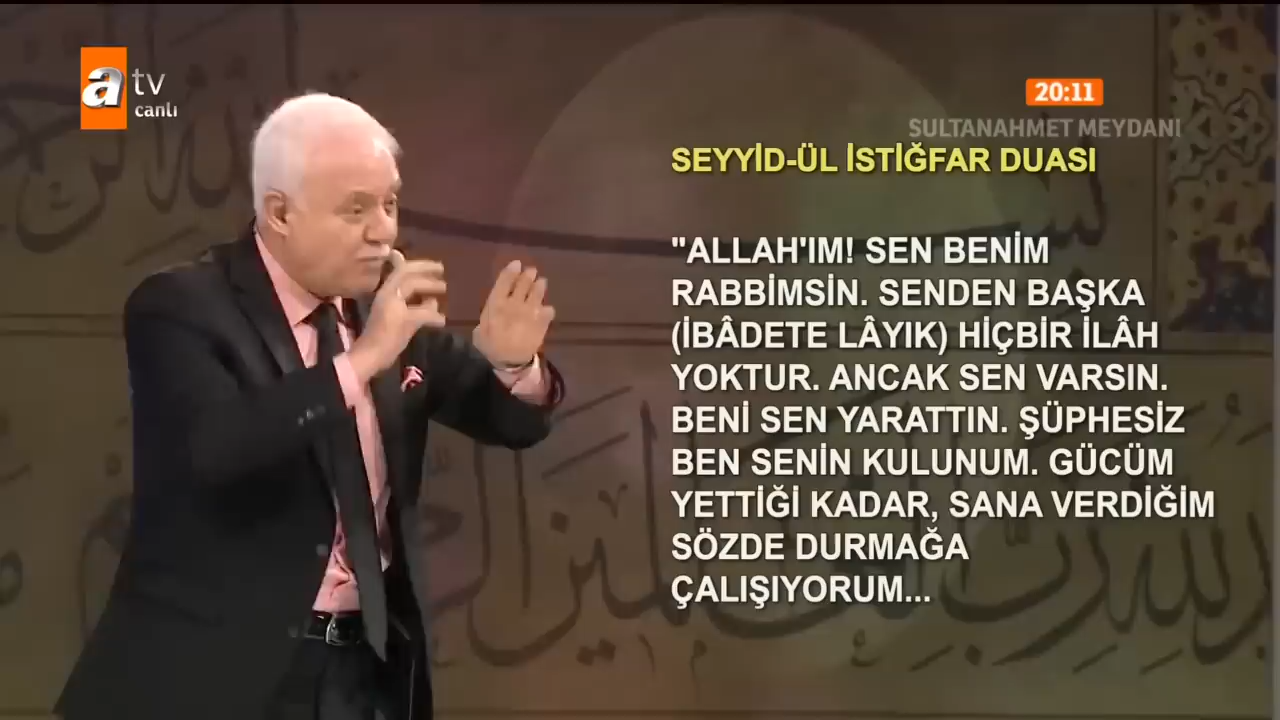 a tv
canlı
20:11
SULTANAHMET MEYDANI
SEYYİD-ÜL İSTİĞFAR DUASI
"ALLAH'IM! SEN BENİM
RABBİMSİN. SENDEN BAŞKA
(İBÂDETE LÂYIK) HİÇBİR İLÂH
YOKTUR. ANCAK SEN VARSIN.
BENİ SEN YARATTIN. ŞÜPHESİZ
BEN SENİN KULUNUM. GÜCÜM
YETTİĞİ KADAR, SANA VERDİĞİM
SÖZDE DURMAĞA
ÇALIŞIYORUM...